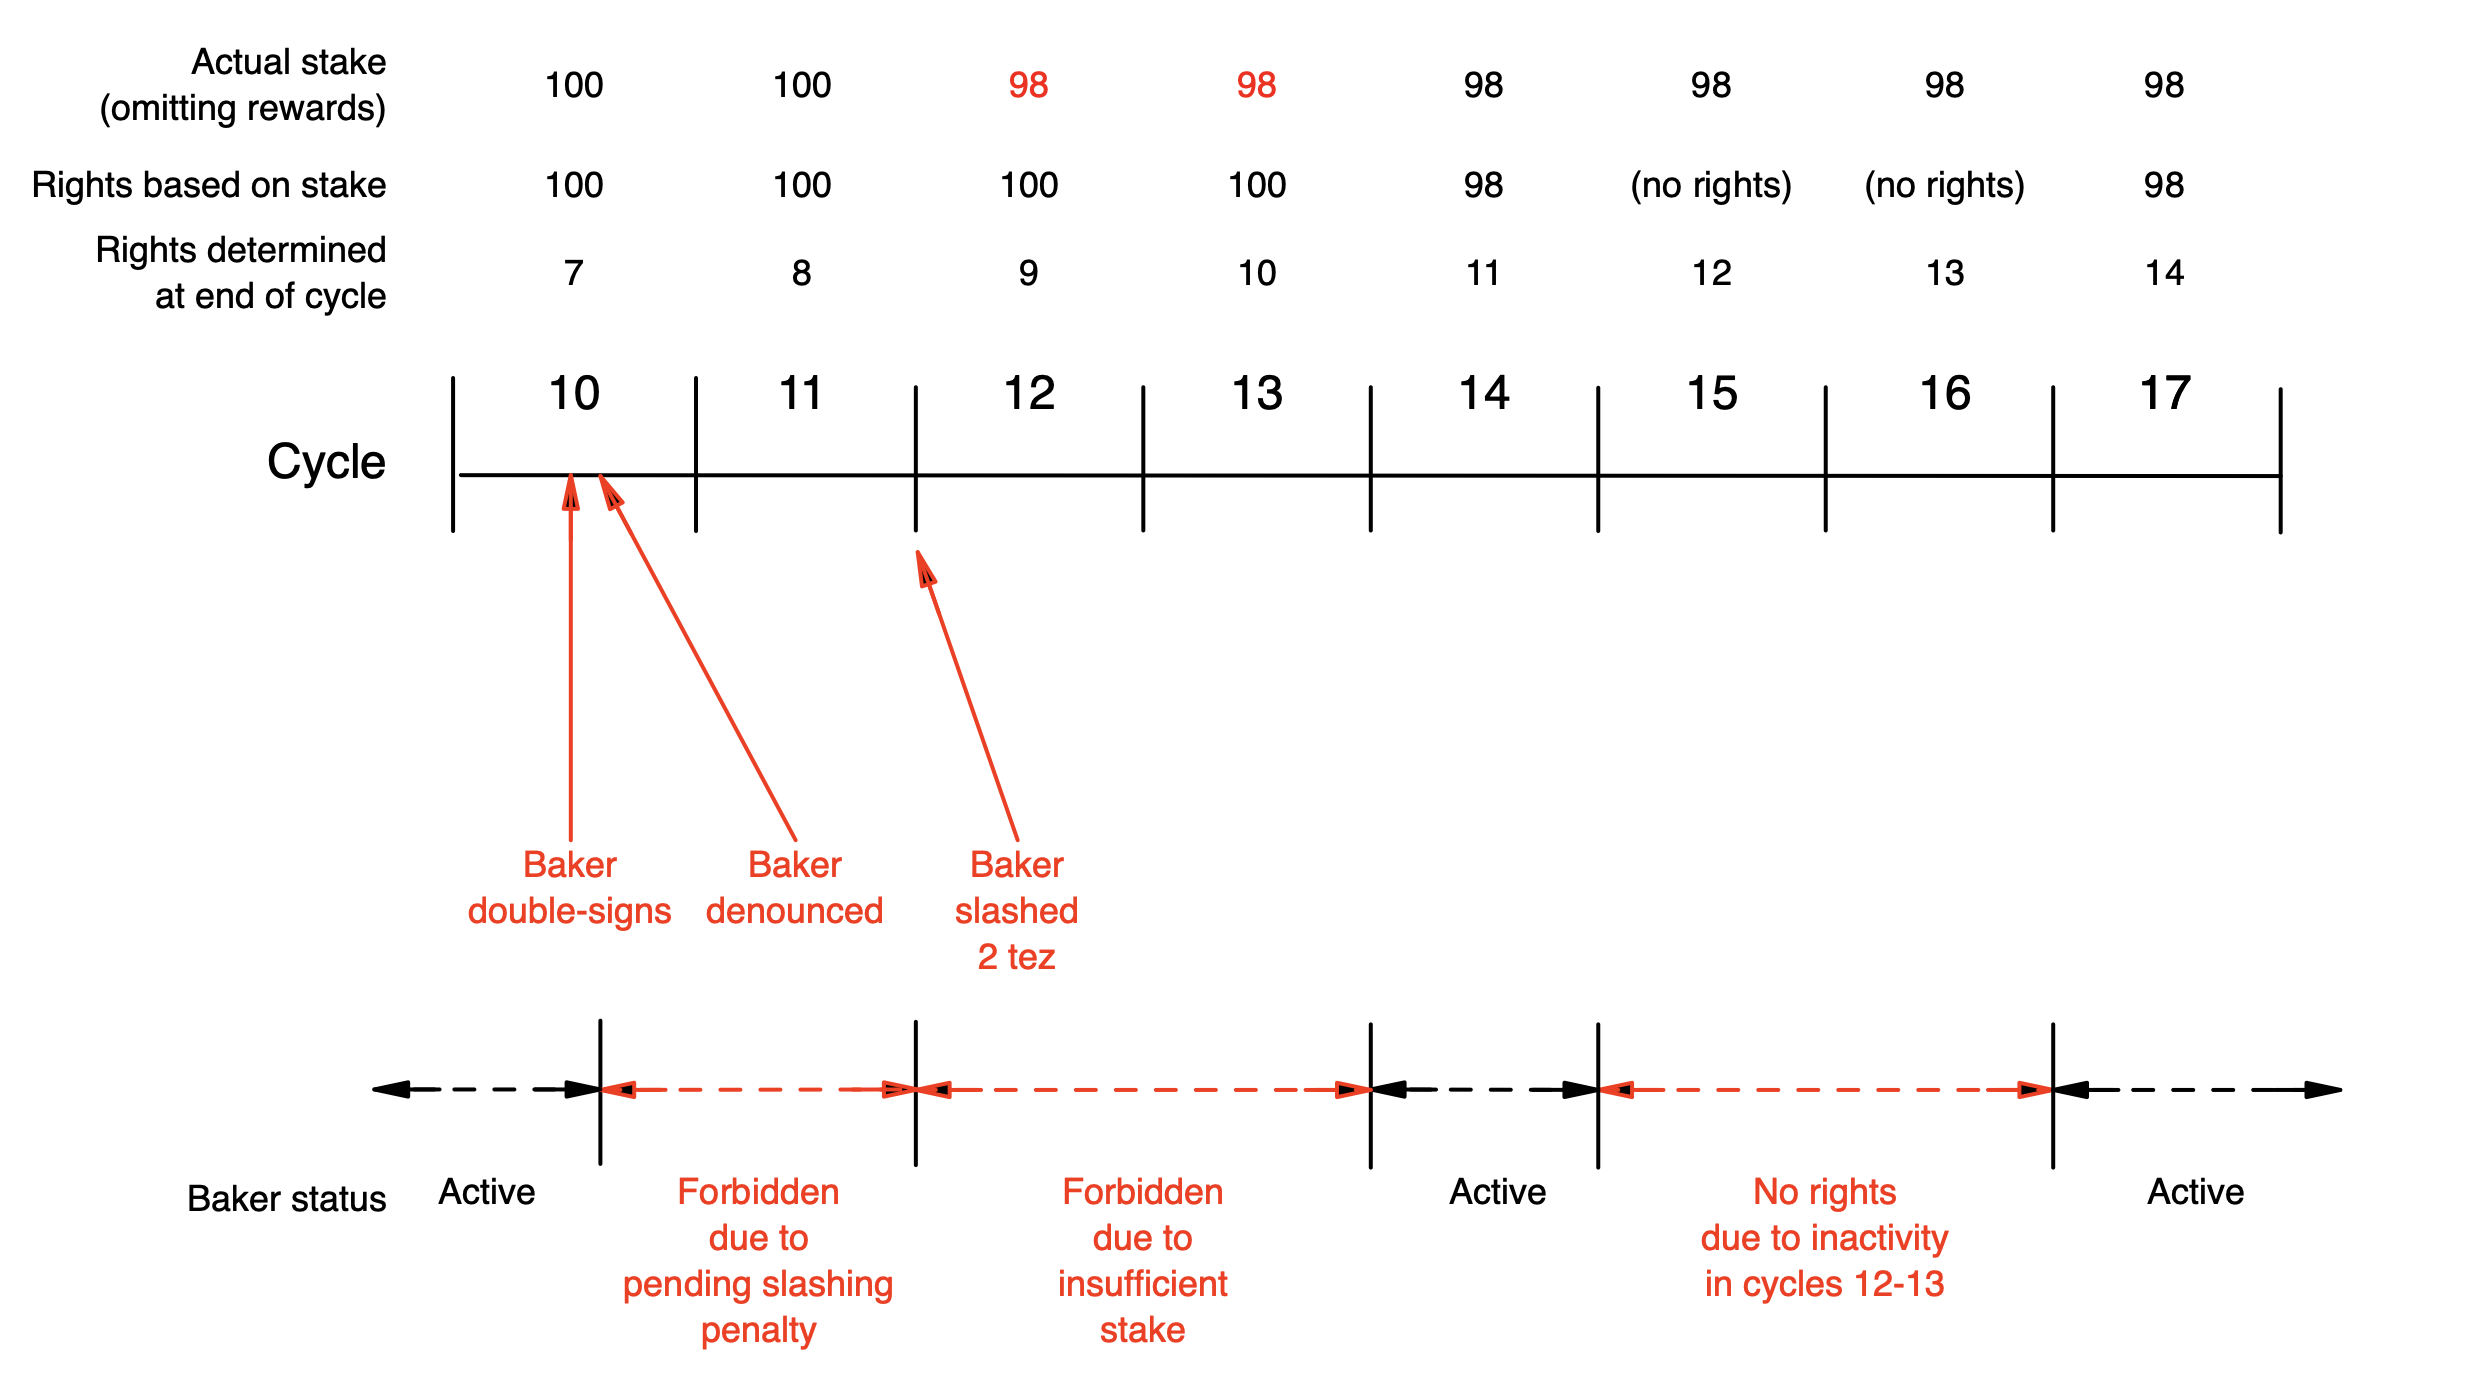 Actual stake
(omitting rewards)
100 100 98 98 98 98 98 98
Rights based on stake
100 100 100 100 98 (no rights) (no rights) 98
Rights determined
at end of cycle
7 8 9 10 11 12 13 14
10 11 12 13 14 15 16 17
Cycle
Baker
double-signs
Baker
denounced
Baker
slashed
2 tez
Baker status
Active
Forbidden
due to
pending slashing
penalty
Forbidden
due to
insufficient
stake
Active
No rights
due to inactivity
in cycles 12-13
Active